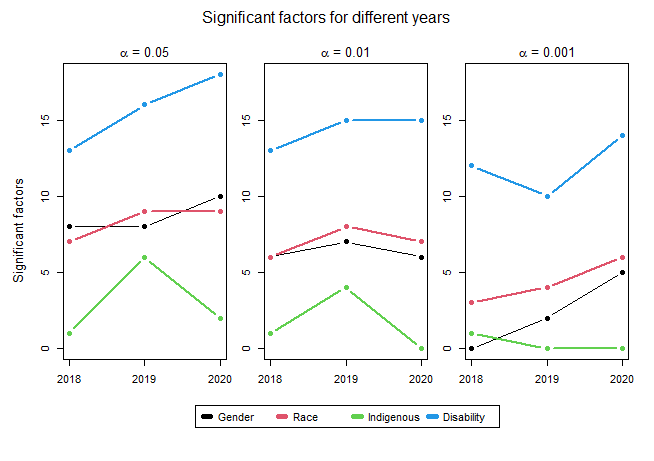 Significant factors for different years
α = 0.05
α = 0.01
α = 0.001
Significant factors
15
10
5
0
2018 2019 2020
15
10
5
0
2018 2019 2020
15
10
5
0
2018 2019 2020
Gender Race Indigenous Disability